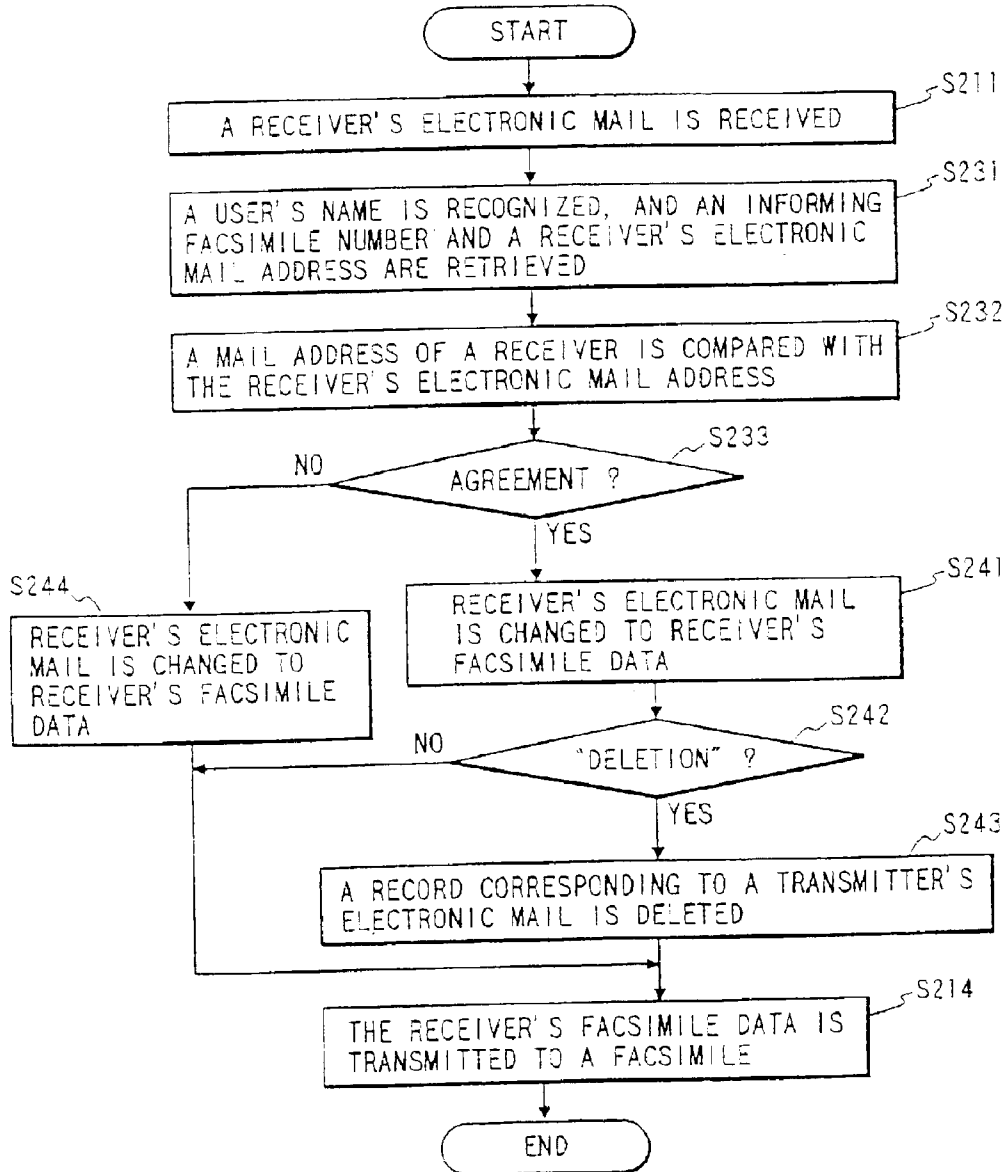 START
S211
A RECEIVER'S ELECTRONIC MAIL IS RECEIVED
S231
A USER'S NAME IS RECOGNIZED, AND AN INFORMING
FACSIMILE NUMBER AND A RECEIVER'S ELECTRONIC
MAIL ADDRESS ARE RETRIEVED
S232
A MAIL ADDRESS OF A RECEIVER IS COMPARED WITH
THE RECEIVER'S ELECTRONIC MAIL ADDRESS
S233
AGREEMENT ?
NO
YES
S244
RECEIVER'S ELECTRONIC
MAIL IS CHANGED TO
RECEIVER'S FACSIMILE
DATA
S241
RECEIVER'S ELECTRONIC MAIL
IS CHANGED TO RECEIVER'S
FACSIMILE DATA
S242
"DELETION" ?
NO
YES
S243
A RECORD CORRESPONDING TO A TRANSMITTER'S
ELECTRONIC MAIL IS DELETED
S214
THE RECEIVER'S FACSIMILE DATA IS
TRANSMITTED TO A FACSIMILE
END